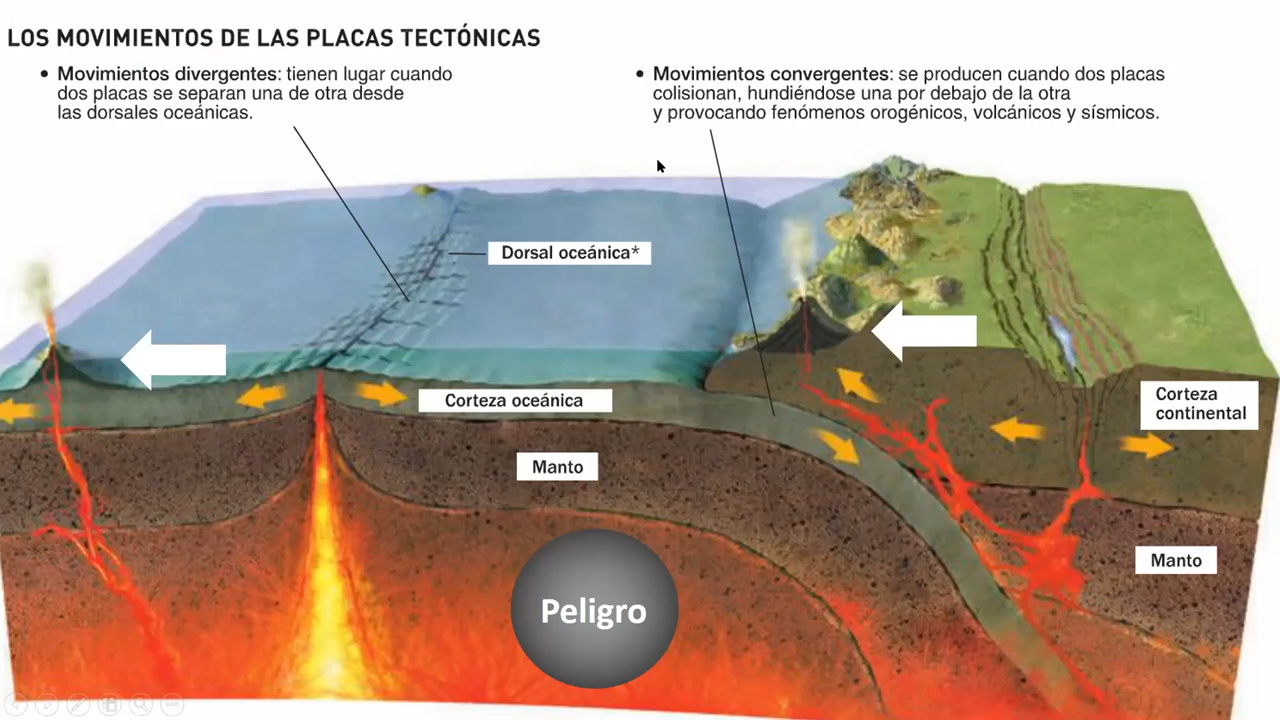 LOS MOVIMIENTOS DE LAS PLACAS TECTÓNICAS
• Movimientos divergentes: tienen lugar cuando
dos placas se separan una de otra desde
las dorsales oceánicas.
• Movimientos convergentes: se producen cuando dos placas
colisionan, hundiéndose una por debajo de la otra
y provocando fenómenos orogénicos, volcánicos y sísmicos.
Dorsal oceánica*
Corteza oceánica
Corteza
continental
Manto
Manto
Peligro